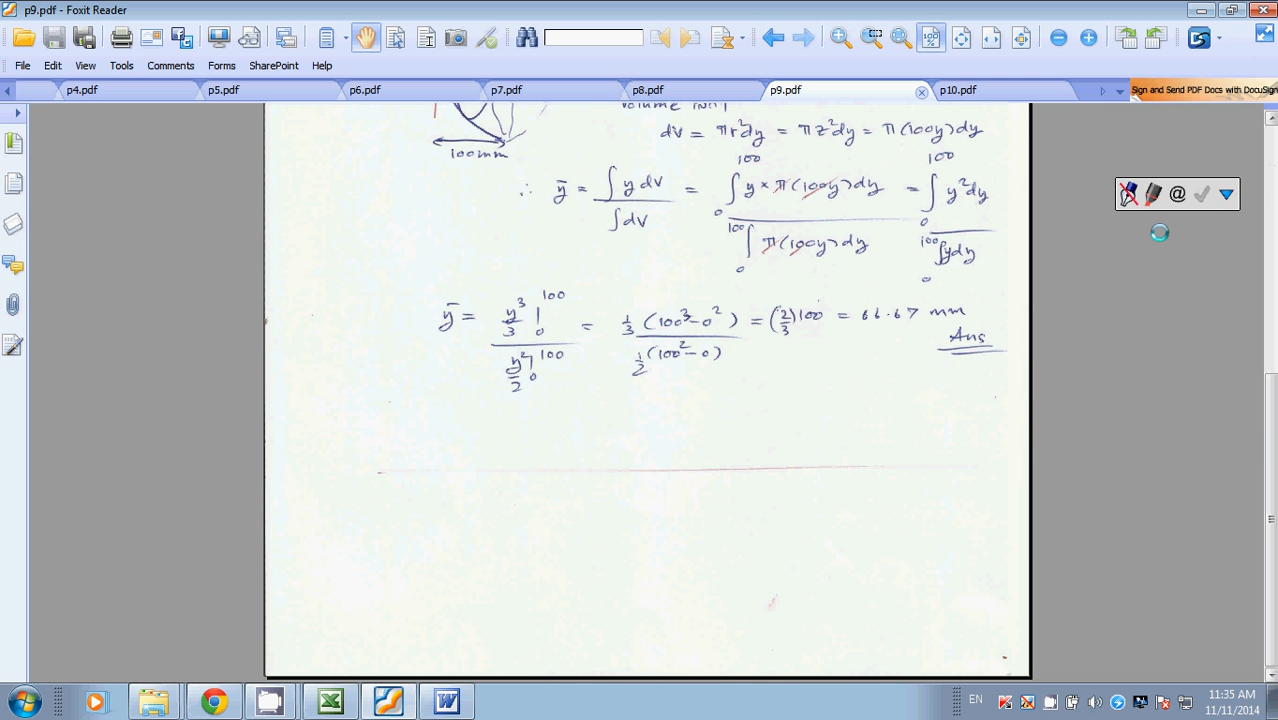 p9.pdf - Foxit Reader
File Edit View Tools Comments Forms SharePoint Help
p4.pdf p5.pdf p6.pdf p7.pdf p8.pdf p9.pdf p10.pdf Sign and Send PDF Docs with DocuSign
100mm
dV = πr²dy = πz²dy = π(100y)dy
∴ ȳ = ∫y dV / ∫dV = ∫₀¹⁰⁰ y × π(100y)dy / ∫₀¹⁰⁰ π(100y)dy = ∫₀¹⁰⁰ y²dy / ∫₀¹⁰⁰ ydy
ȳ = y³/3 |₀¹⁰⁰ / y²/2 |₀¹⁰⁰ = 1/3 (100³-0²) / 1/2 (100²-0) = (2/3)100 = 66.67 mm
Ans
EN
11:35 AM
11/11/2014